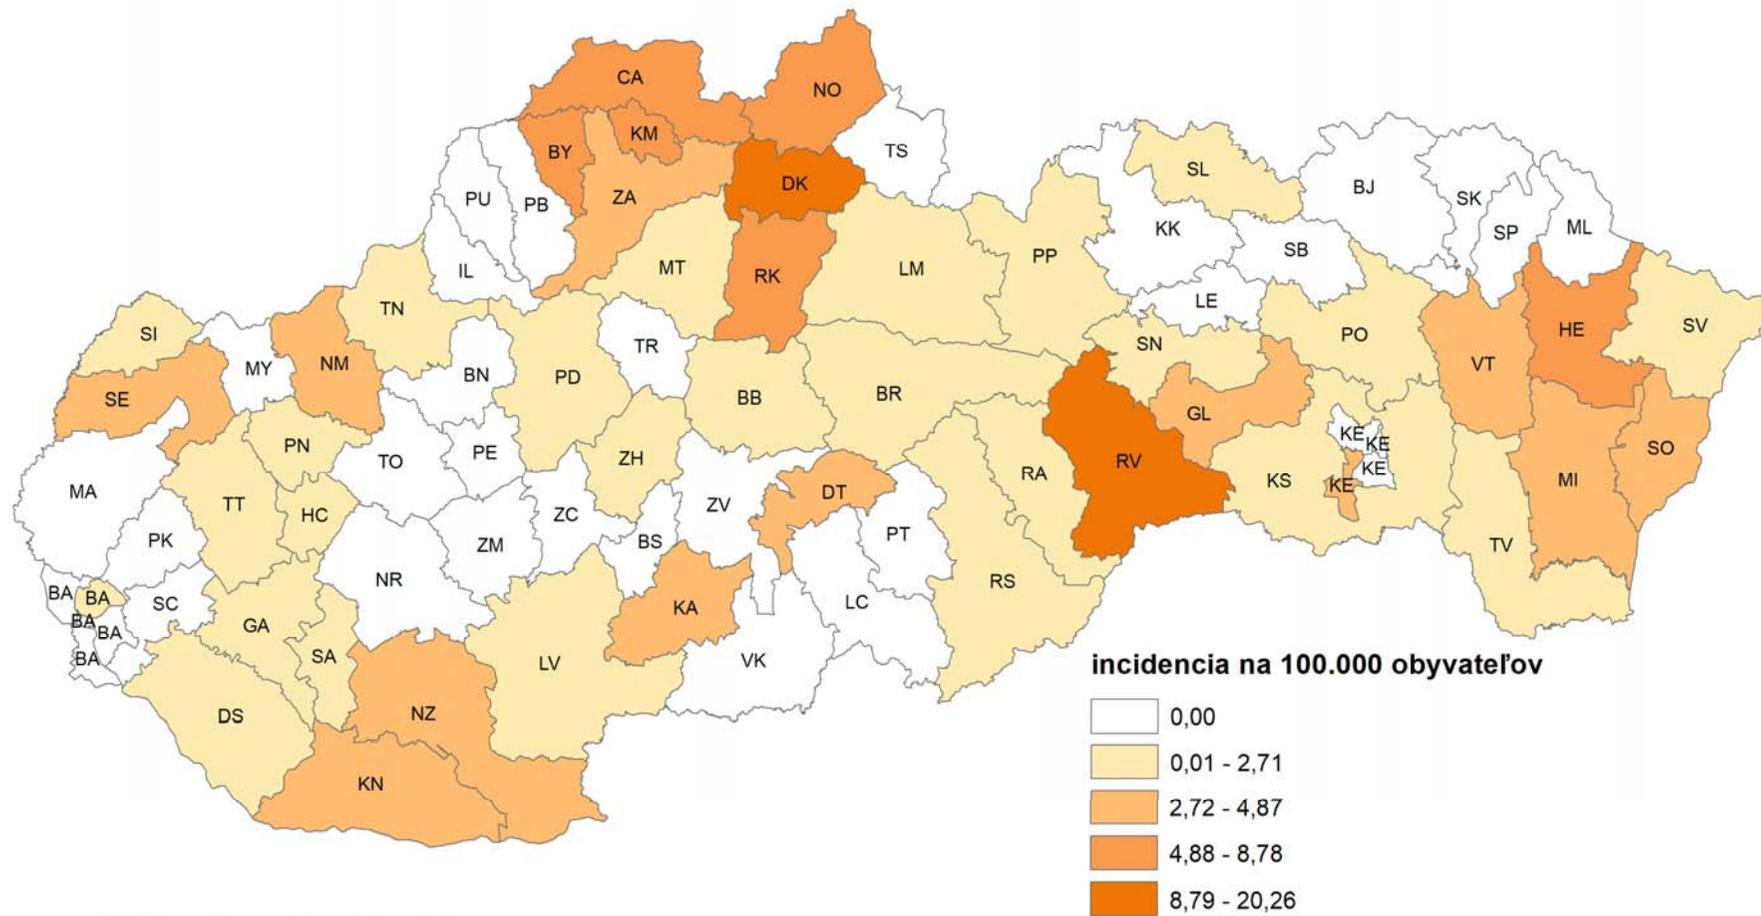 CA
NO
KM
BY
TS
DK
SL
BJ
SK
PU
PB
ZA
KK
SP
ML
SB
IL
MT
RK
LM
PP
LE
TN
SI
PO
HE
SV
MY
NM
TR
SN
VT
BN
PD
BB
BR
SE
GL
PN
TO
PE
ZH
RV
KE
KE
KE
KE
SO
MA
RA
KS
MI
DT
TT
HC
ZC
ZV
PK
ZM
BS
PT
TV
NR
RS
BA
BA
SC
LC
KA
BA
BA
GA
BA
SA
LV
VK
DS
NZ
KN
incidencia na 100.000 obyvateľov
0,00
0,01 - 2,71
2,72 - 4,87
4,88 - 8,78
8,79 - 20,26